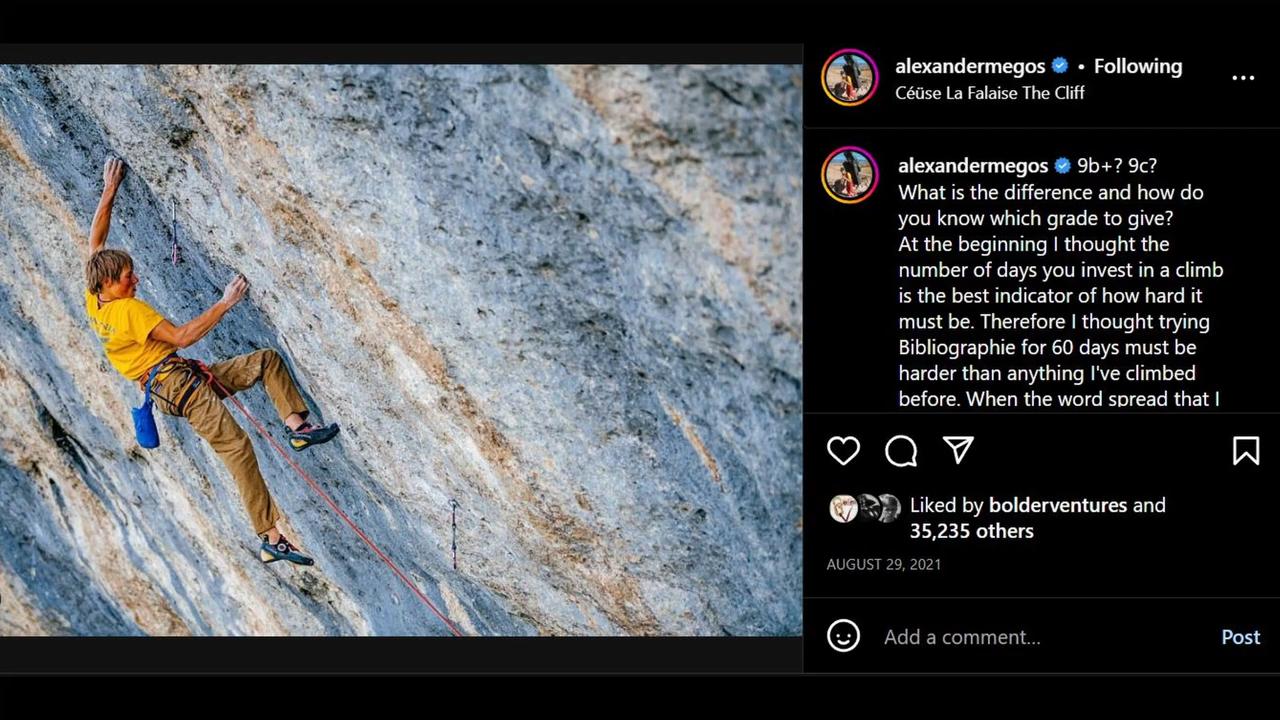 alexandermegos • Following
Céüse La Falaise The Cliff
alexandermegos 9b+? 9c?
What is the difference and how do
you know which grade to give?
At the beginning I thought the
number of days you invest in a climb
is the best indicator of how hard it
must be. Therefore I thought trying
Bibliographie for 60 days must be
harder than anything I've climbed
before. When the word spread that I
Liked by bolderventures and
35,235 others
AUGUST 29, 2021
Add a comment...
Post